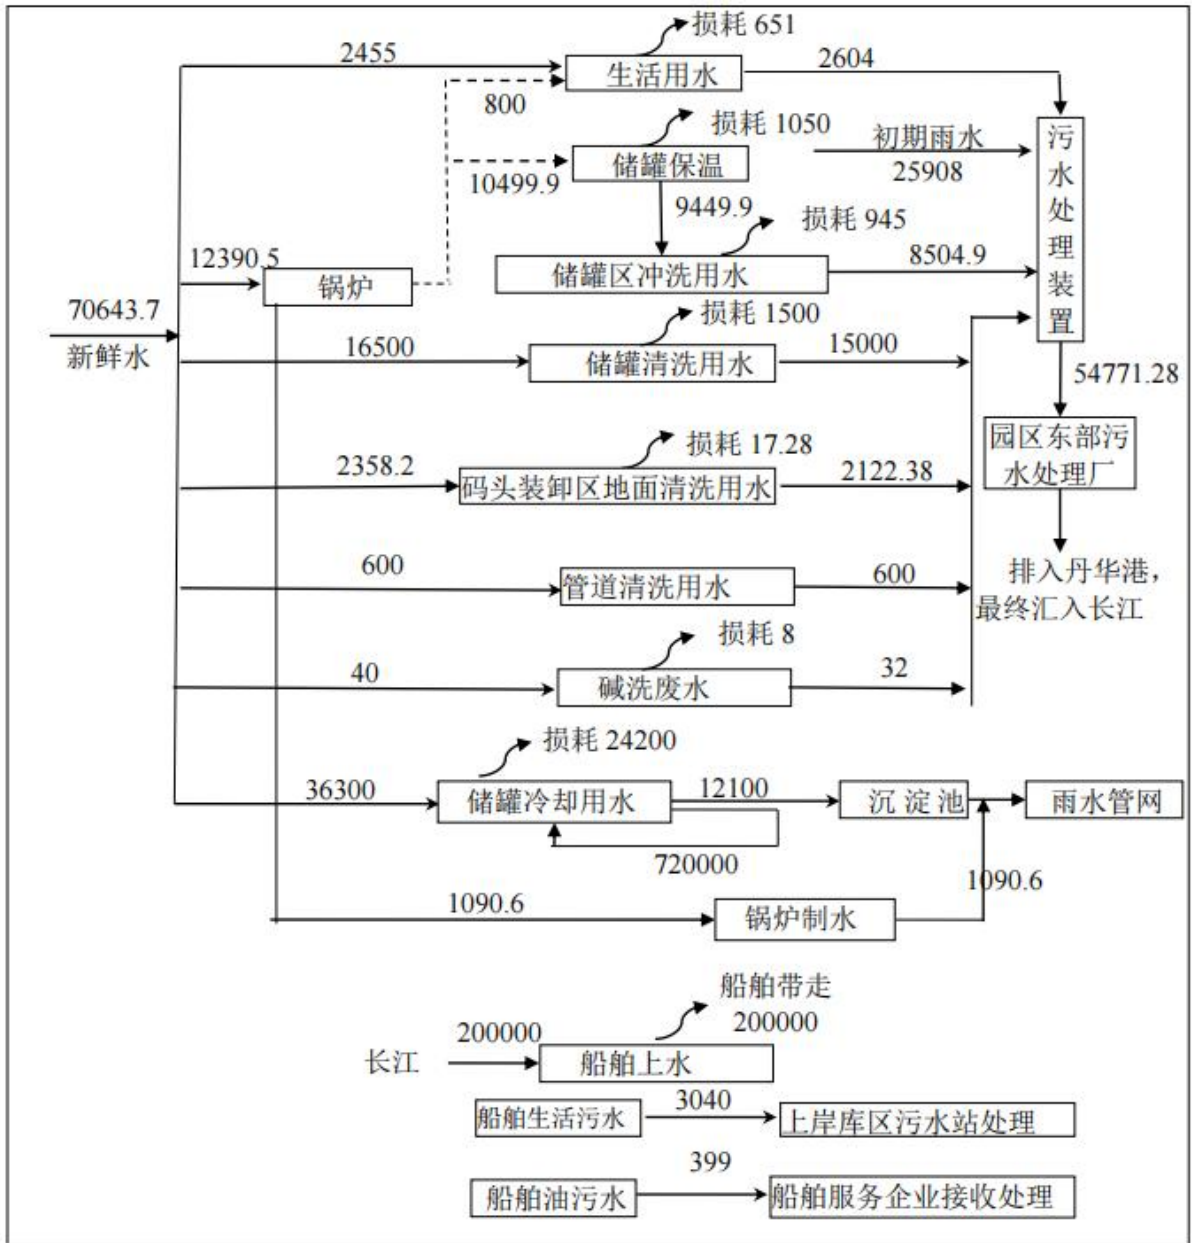 损耗 651
2455
生活用水
2604
800
损耗 1050
初期雨水
25908
储罐保温
10499.9
9449.9
损耗 945
8504.9
储罐区冲洗用水
污水处理装置
12390.5
锅炉
70643.7
新鲜水
损耗 1500
16500
储罐清洗用水
15000
54771.28
损耗 17.28
2358.2
码头装卸区地面清洗用水
2122.38
园区东部污
水处理厂
600
管道清洗用水
600
排入丹华港，
最终汇入长江
损耗 8
40
碱洗废水
32
损耗 24200
36300
储罐冷却用水
12100
沉淀池
雨水管网
720000
1090.6
1090.6
锅炉制水
船舶带走
200000
长江
200000
船舶上水
船舶生活污水
3040
上岸库区污水站处理
船舶油污水
399
船舶服务企业接收处理